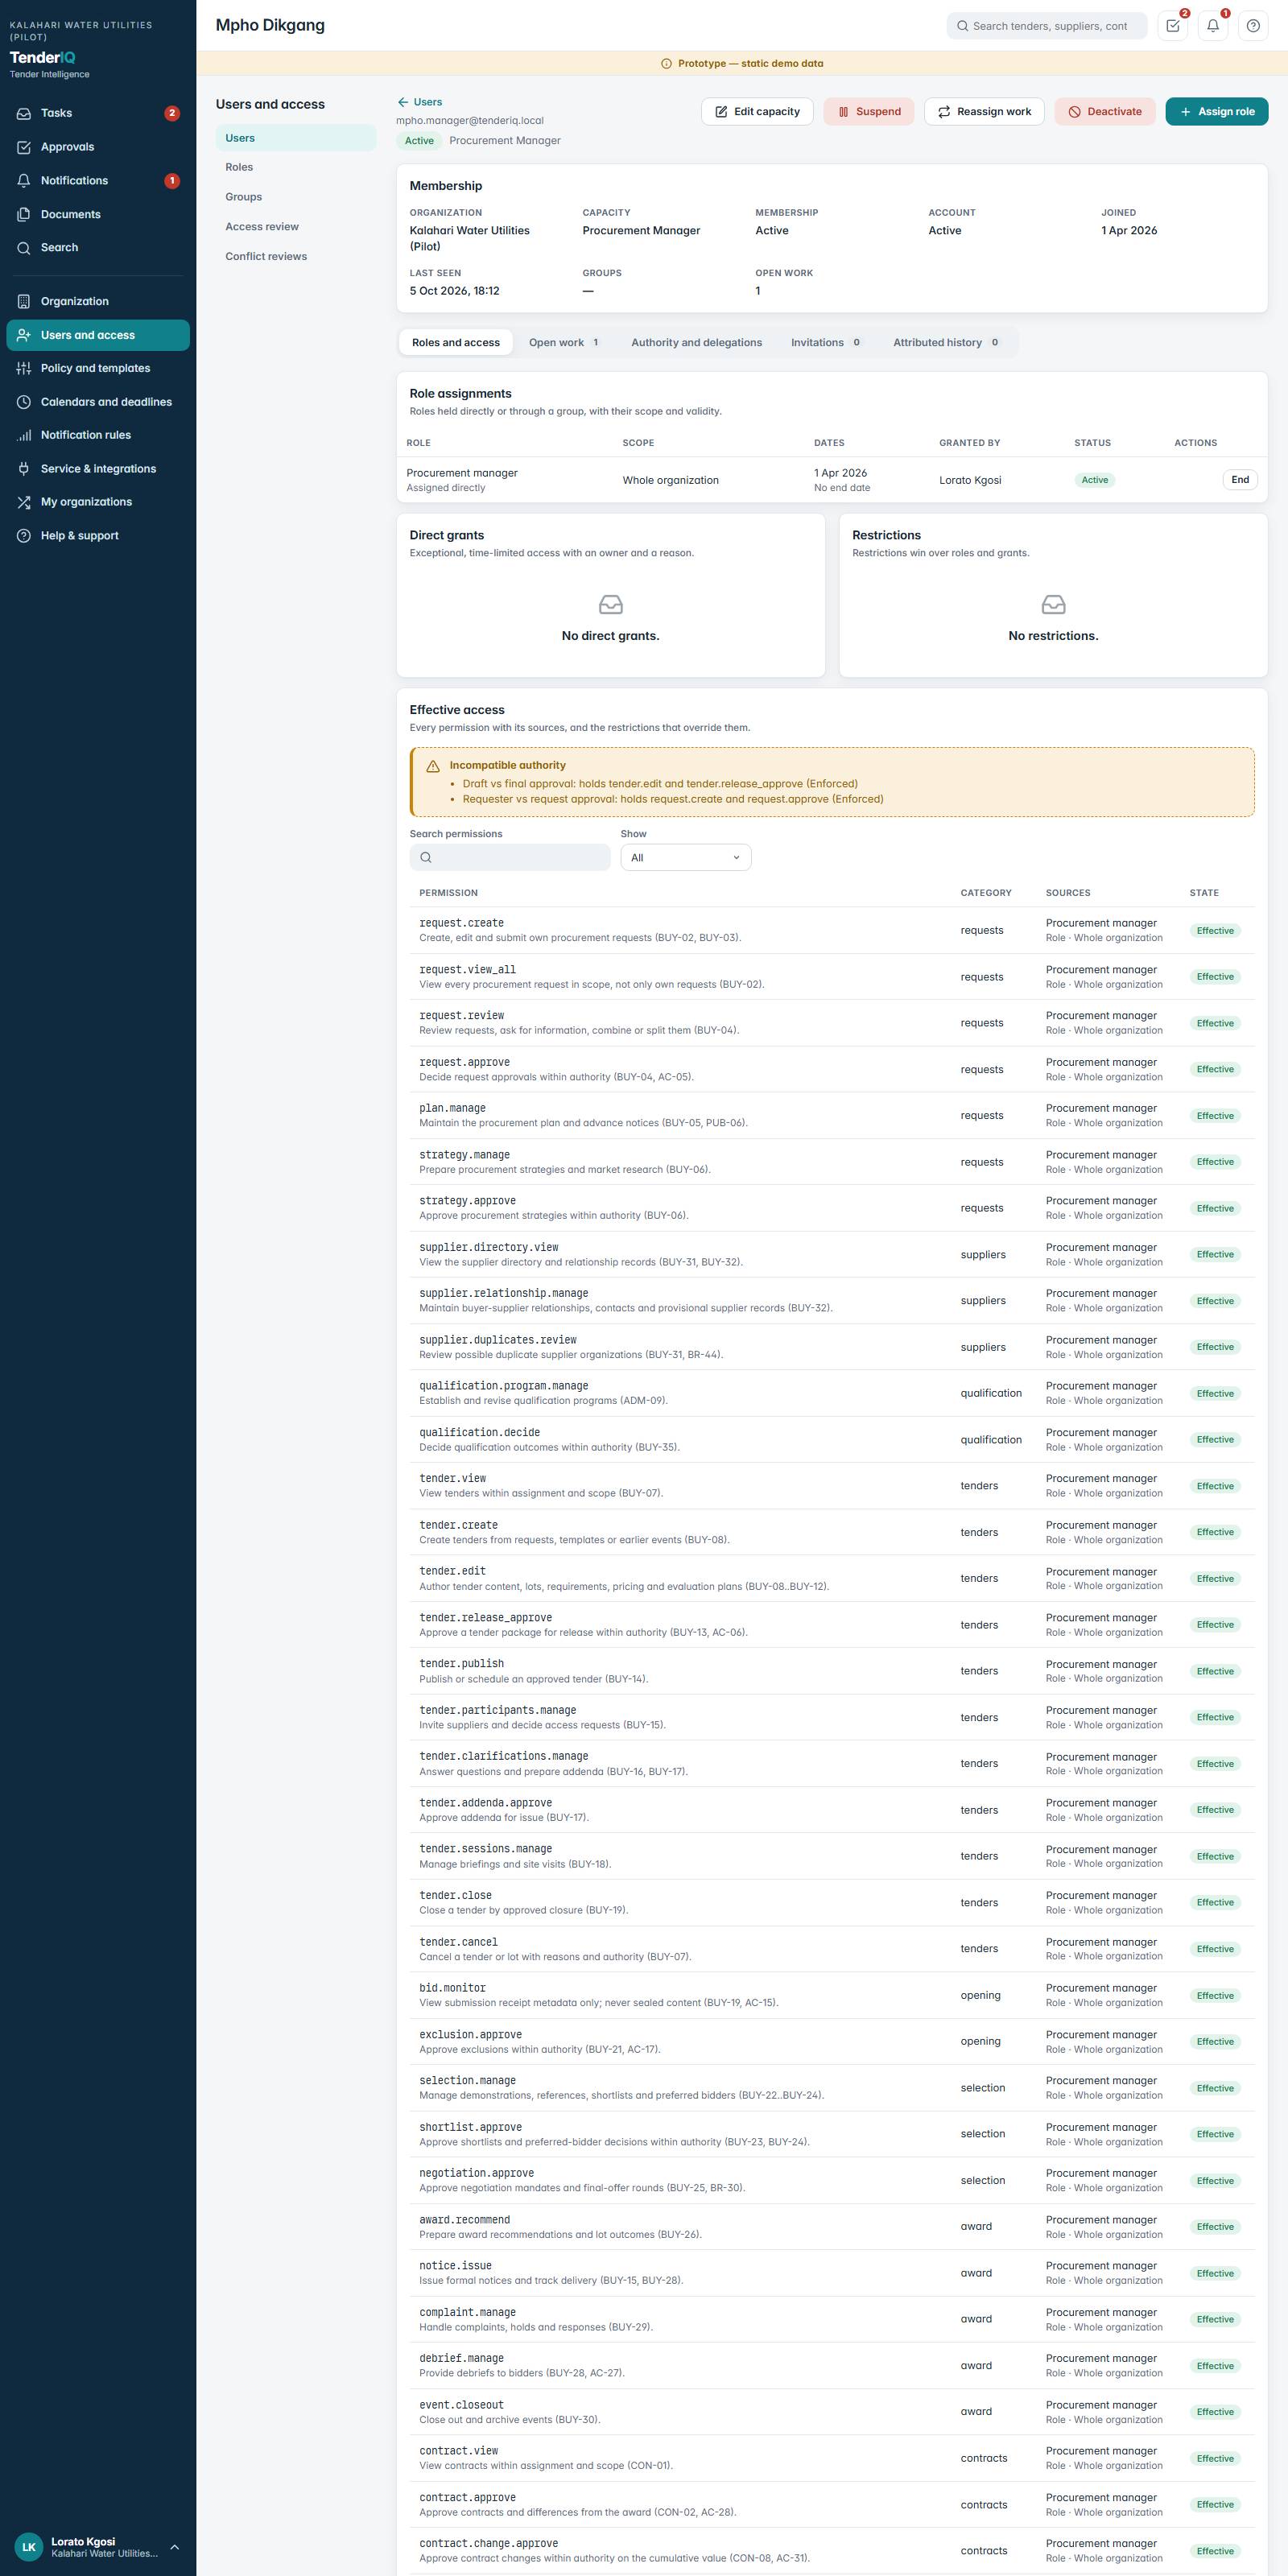 KALAHARI WATER UTILITIES
(PILOT)
TenderIQ
Tender Intelligence
Tasks 2
Approvals
Notifications 1
Documents
Search
Organization
Users and access
Policy and templates
Calendars and deadlines
Notification rules
Service & integrations
My organizations
Help & support
LK
Lorato Kgosi
Kalahari Water Utilities...
Mpho Dikgang
Search tenders, suppliers, cont
2
1
Prototype — static demo data
Users and access
Users
Roles
Groups
Access review
Conflict reviews
Users
mpho.manager@tenderiq.local
Active Procurement Manager
Edit capacity Suspend Reassign work Deactivate Assign role
Membership
ORGANIZATION CAPACITY MEMBERSHIP ACCOUNT JOINED
Kalahari Water Utilities Procurement Manager Active Active 1 Apr 2026
(Pilot)
LAST SEEN GROUPS OPEN WORK
5 Oct 2026, 18:12 — 1
Roles and access Open work 1 Authority and delegations Invitations 0 Attributed history 0
Role assignments
Roles held directly or through a group, with their scope and validity.
ROLE SCOPE DATES GRANTED BY STATUS ACTIONS
Procurement manager Whole organization 1 Apr 2026 Lorato Kgosi Active End
Assigned directly No end date
Direct grants
Exceptional, time-limited access with an owner and a reason.
No direct grants.
Restrictions
Restrictions win over roles and grants.
No restrictions.
Effective access
Every permission with its sources, and the restrictions that override them.
Incompatible authority
• Draft vs final approval: holds tender.edit and tender.release_approve (Enforced)
• Requester vs request approval: holds request.create and request.approve (Enforced)
Search permissions Show
All
PERMISSION CATEGORY SOURCES STATE
request.create requests Procurement manager Effective
Create, edit and submit own procurement requests (BUY-02, BUY-03). Role · Whole organization
request.view_all requests Procurement manager Effective
View every procurement request in scope, not only own requests (BUY-02). Role · Whole organization
request.review requests Procurement manager Effective
Review requests, ask for information, combine or split them (BUY-04). Role · Whole organization
request.approve requests Procurement manager Effective
Decide request approvals within authority (BUY-04, AC-05). Role · Whole organization
plan.manage requests Procurement manager Effective
Maintain the procurement plan and advance notices (BUY-05, PUB-06). Role · Whole organization
strategy.manage requests Procurement manager Effective
Prepare procurement strategies and market research (BUY-06). Role · Whole organization
strategy.approve requests Procurement manager Effective
Approve procurement strategies within authority (BUY-06). Role · Whole organization
supplier.directory.view suppliers Procurement manager Effective
View the supplier directory and relationship records (BUY-31, BUY-32). Role · Whole organization
supplier.relationship.manage suppliers Procurement manager Effective
Maintain buyer-supplier relationships, contacts and provisional supplier records (BUY-32). Role · Whole organization
supplier.duplicates.review suppliers Procurement manager Effective
Review possible duplicate supplier organizations (BUY-31, BR-44). Role · Whole organization
qualification.program.manage qualification Procurement manager Effective
Establish and revise qualification programs (ADM-09). Role · Whole organization
qualification.decide qualification Procurement manager Effective
Decide qualification outcomes within authority (BUY-35). Role · Whole organization
tender.view tenders Procurement manager Effective
View tenders within assignment and scope (BUY-07). Role · Whole organization
tender.create tenders Procurement manager Effective
Create tenders from requests, templates or earlier events (BUY-08). Role · Whole organization
tender.edit tenders Procurement manager Effective
Author tender content, lots, requirements, pricing and evaluation plans (BUY-08..BUY-12). Role · Whole organization
tender.release_approve tenders Procurement manager Effective
Approve a tender package for release within authority (BUY-13, AC-06). Role · Whole organization
tender.publish tenders Procurement manager Effective
Publish or schedule an approved tender (BUY-14). Role · Whole organization
tender.participants.manage tenders Procurement manager Effective
Invite suppliers and decide access requests (BUY-15). Role · Whole organization
tender.clarifications.manage tenders Procurement manager Effective
Answer questions and prepare addenda (BUY-16, BUY-17). Role · Whole organization
tender.addenda.approve tenders Procurement manager Effective
Approve addenda for issue (BUY-17). Role · Whole organization
tender.sessions.manage tenders Procurement manager Effective
Manage briefings and site visits (BUY-18). Role · Whole organization
tender.close tenders Procurement manager Effective
Close a tender by approved closure (BUY-19). Role · Whole organization
tender.cancel tenders Procurement manager Effective
Cancel a tender or lot with reasons and authority (BUY-07). Role · Whole organization
bid.monitor opening Procurement manager Effective
View submission receipt metadata only; never sealed content (BUY-19, AC-15). Role · Whole organization
exclusion.approve opening Procurement manager Effective
Approve exclusions within authority (BUY-21, AC-17). Role · Whole organization
selection.manage selection Procurement manager Effective
Manage demonstrations, references, shortlists and preferred bidders (BUY-22..BUY-24). Role · Whole organization
shortlist.approve selection Procurement manager Effective
Approve shortlists and preferred-bidder decisions within authority (BUY-23, BUY-24). Role · Whole organization
negotiation.approve selection Procurement manager Effective
Approve negotiation mandates and final-offer rounds (BUY-25, BR-30). Role · Whole organization
award.recommend award Procurement manager Effective
Prepare award recommendations and lot outcomes (BUY-26). Role · Whole organization
notice.issue award Procurement manager Effective
Issue formal notices and track delivery (BUY-15, BUY-28). Role · Whole organization
complaint.manage award Procurement manager Effective
Handle complaints, holds and responses (BUY-29). Role · Whole organization
debrief.manage award Procurement manager Effective
Provide debriefs to bidders (BUY-28, AC-27). Role · Whole organization
event.closeout award Procurement manager Effective
Close out and archive events (BUY-30). Role · Whole organization
contract.view contracts Procurement manager Effective
View contracts within assignment and scope (CON-01). Role · Whole organization
contract.approve contracts Procurement manager Effective
Approve contracts and differences from the award (CON-02, AC-28). Role · Whole organization
contract.change.approve contracts Procurement manager Effective
Approve contract changes within authority on the cumulative value (CON-08, AC-31). Role · Whole organization